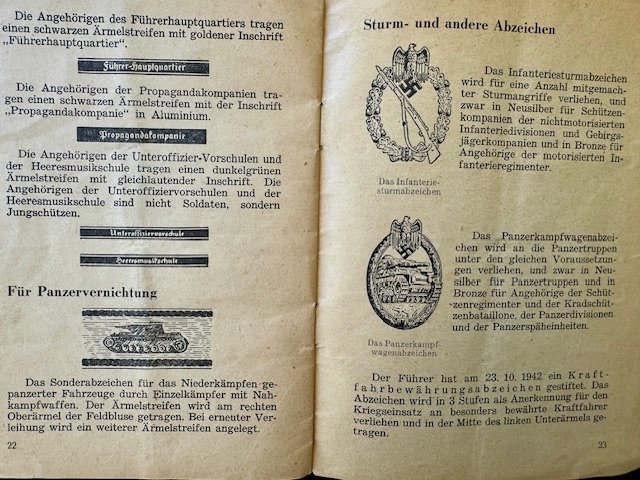 Die Angehörigen des Führerhauptquartiers tragen
einen schwarzen Ärmelstreifen mit goldener Inschrift
„Führerhauptquartier“.
Führer-Hauptquartier
Die Angehörigen der Propagandakompanien tra-
gen einen schwarzen Ärmelstreifen mit der Inschrift
„Propagandakompanie“ in Aluminium.
Propagandakompanie
Die Angehörigen der Unteroffizier-Vorschulen und
der Heeresmusikschule tragen einen dunkelgrünen
Ärmelstreifen mit gleichlautender Inschrift. Die
Angehörigen der Unteroffiziervorschulen und der
Heeresmusikschule sind nicht Soldaten, sondern
Jungschützen.
Unteroffiziervorschule
Heeresmusikschule
Für Panzervernichtung
Das Sonderabzeichen für das Niederkämpfen ge-
panzerter Fahrzeuge durch Einzelkämpfer mit Nah-
kampfwaffen. Der Ärmelstreifen wird am rechten
Oberärmel der Feldbluse getragen. Bei erneuter Ver-
leihung wird ein weiterer Ärmelstreifen angelegt.
22
Sturm- und andere Abzeichen
Das Infanteriesturmabzeichen
wird für eine Anzahl mitgemach-
ter Sturmangriffe verliehen, und
zwar in Neusilber für Schützen-
kompanien der nichtmotorisierten
Infanteriedivisionen und Gebirgs-
jägerkompanien und in Bronze für
Angehörige der motorisierten In-
fanterieregimenter.
Das Infanterie-
sturmabzeichen
Das Panzerkampfwagenabzei-
chen wird an die Panzertruppen
unter den gleichen Voraussetzun-
gen verliehen, und zwar in Neu-
silber für Panzertruppen und in
Bronze für Angehörige der Schüt-
zenregimenter und der Kradschüt-
zenbataillone, der Panzerdivisionen
und der Panzerspäheinheiten.
Das Panzerkampf-
wagenabzeichen
Der Führer hat am 23. 10. 1942 ein Kraft-
fahrbewährungsabzeichen gestiftet. Das
Abzeichen wird in 3 Stufen als Anerkennung für den
Kriegseinsatz an besonders bewährte Kraftfahrer
verliehen und in der Mitte des linken Unterärmels ge-
tragen.
23